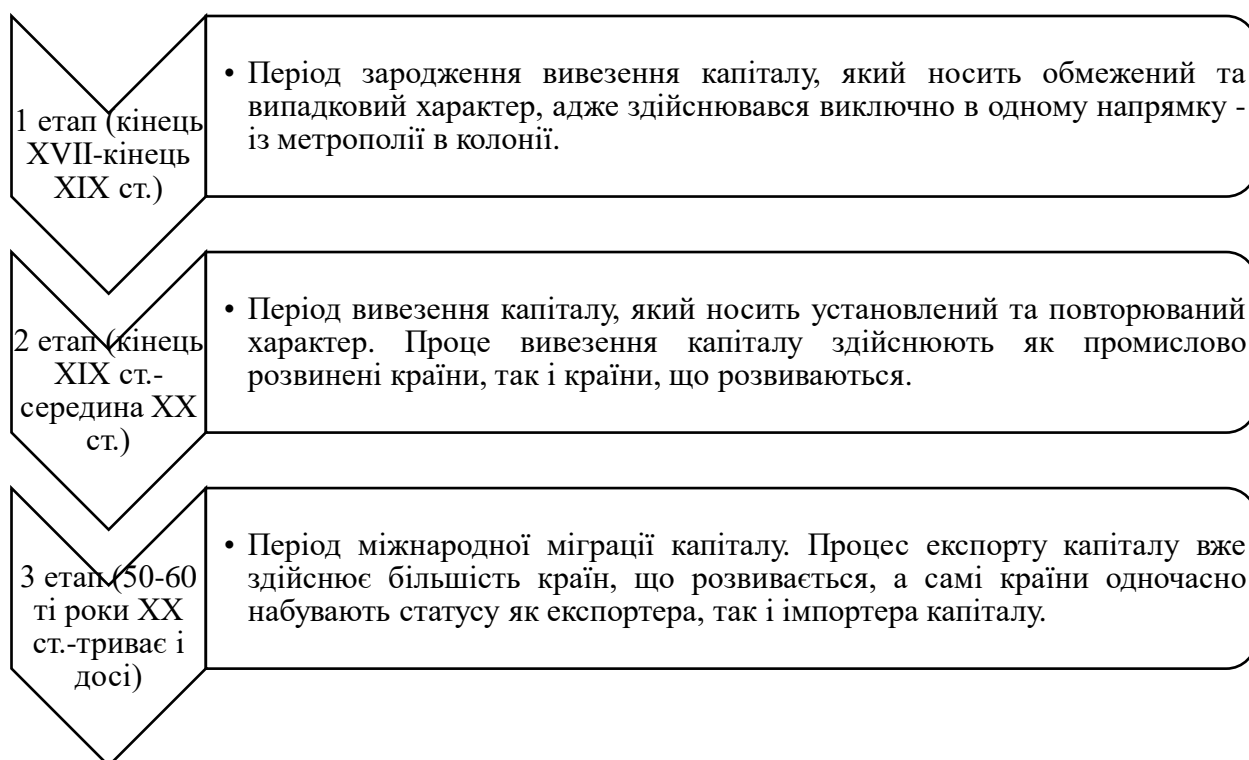 1 етап (кінець
XVII-кінець
XIX ст.)
• Період зародження вивезення капіталу, який носить обмежений та
випадковий характер, адже здійснювався виключно в одному напрямку -
із метрополії в колонії.
2 етап (кінець
XIX ст.-
середина XX
ст.)
• Період вивезення капіталу, який носить установлений та повторюваний
характер. Проце вивезення капіталу здійснюють як промислово
розвинені країни, так і країни, що розвиваються.
3 етап (50-60
ті роки XX
ст.-триває і
досі)
• Період міжнародної міграції капіталу. Процес експорту капіталу вже
здійснює більшість країн, що розвивається, а самі країни одночасно
набувають статусу як експортера, так і імпортера капіталу.